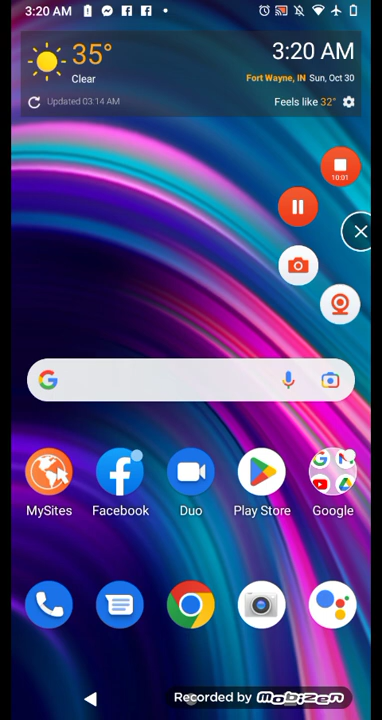 3:20 AM
35°
Clear
3:20 AM
Fort Wayne, IN Sun, Oct 30
Updated 03:14 AM
Feels like 32°
10:01
MySites
Facebook
Duo
Play Store
Google
Recorded by mobizen